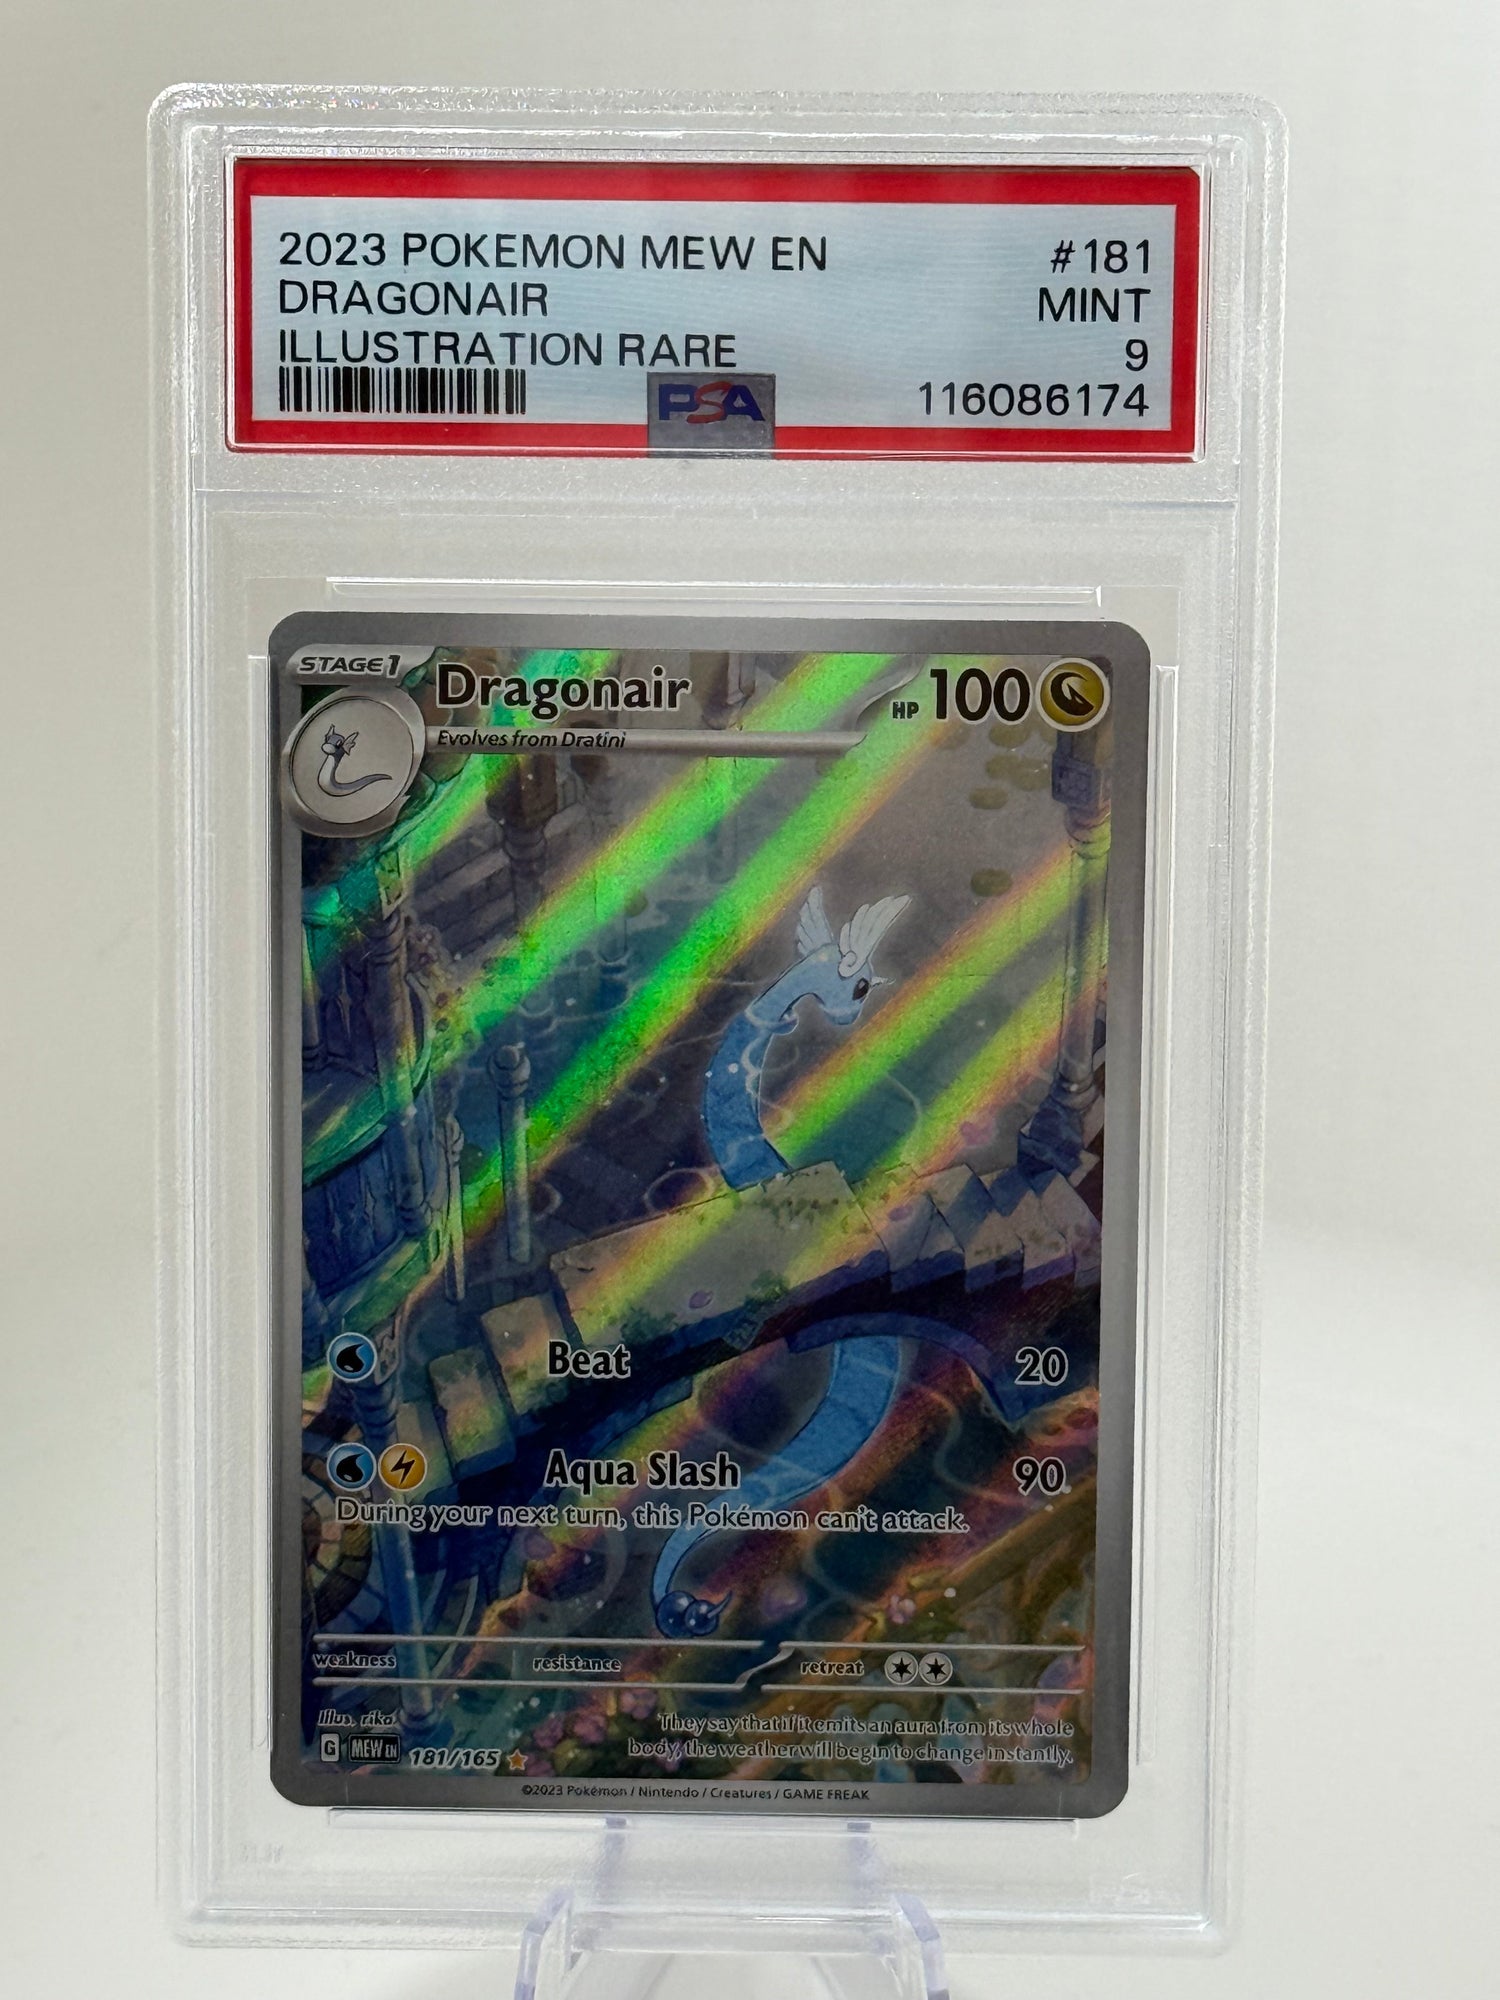 2023 POKEMON MEW EN #181
DRAGONAIR MINT
ILLUSTRATION RARE 9
PSA 116086174
STAGE1 Dragonair HP 100
Evolves from Dratini
Beat 20
Aqua Slash 90
During your next turn, this Pokémon can't attack.
weakness resistance retreat
Illus. rika
They say that if it emits an aura from its whole
body, the weather will begin to change instantly.
G MEW EN 181/165
©2023 Pokémon / Nintendo / Creatures / GAME FREAK